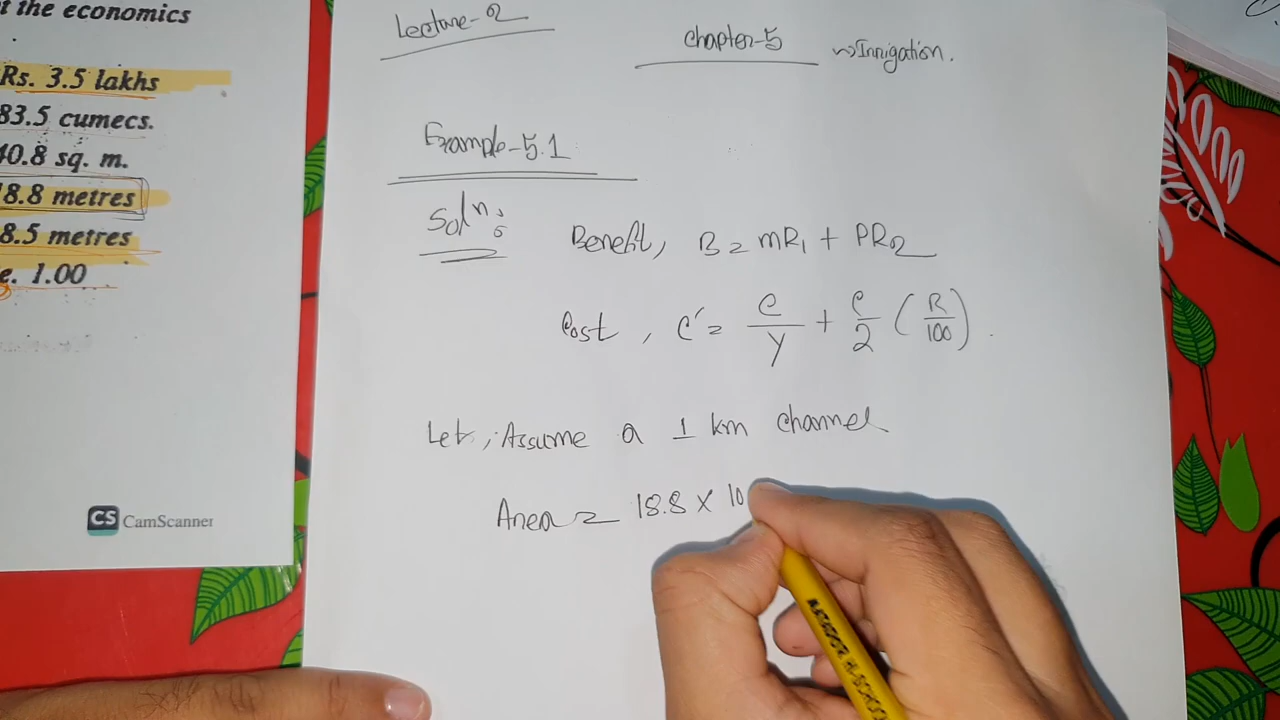 t the economics
Rs. 3.5 lakhs
83.5 cumecs.
40.8 sq. m.
8.8 metres
8.5 metres
e. 1.00
CS CamScanner
Lecture-2
Chapter-5 → Irrigation.
Example-5.1
Solⁿ:
Benefit, B = mR₁ + PR₂
Cost, C' = C/Y + C/2 (R/100).
Let, Assume a 1 km channel
Area = 18.8 × 10